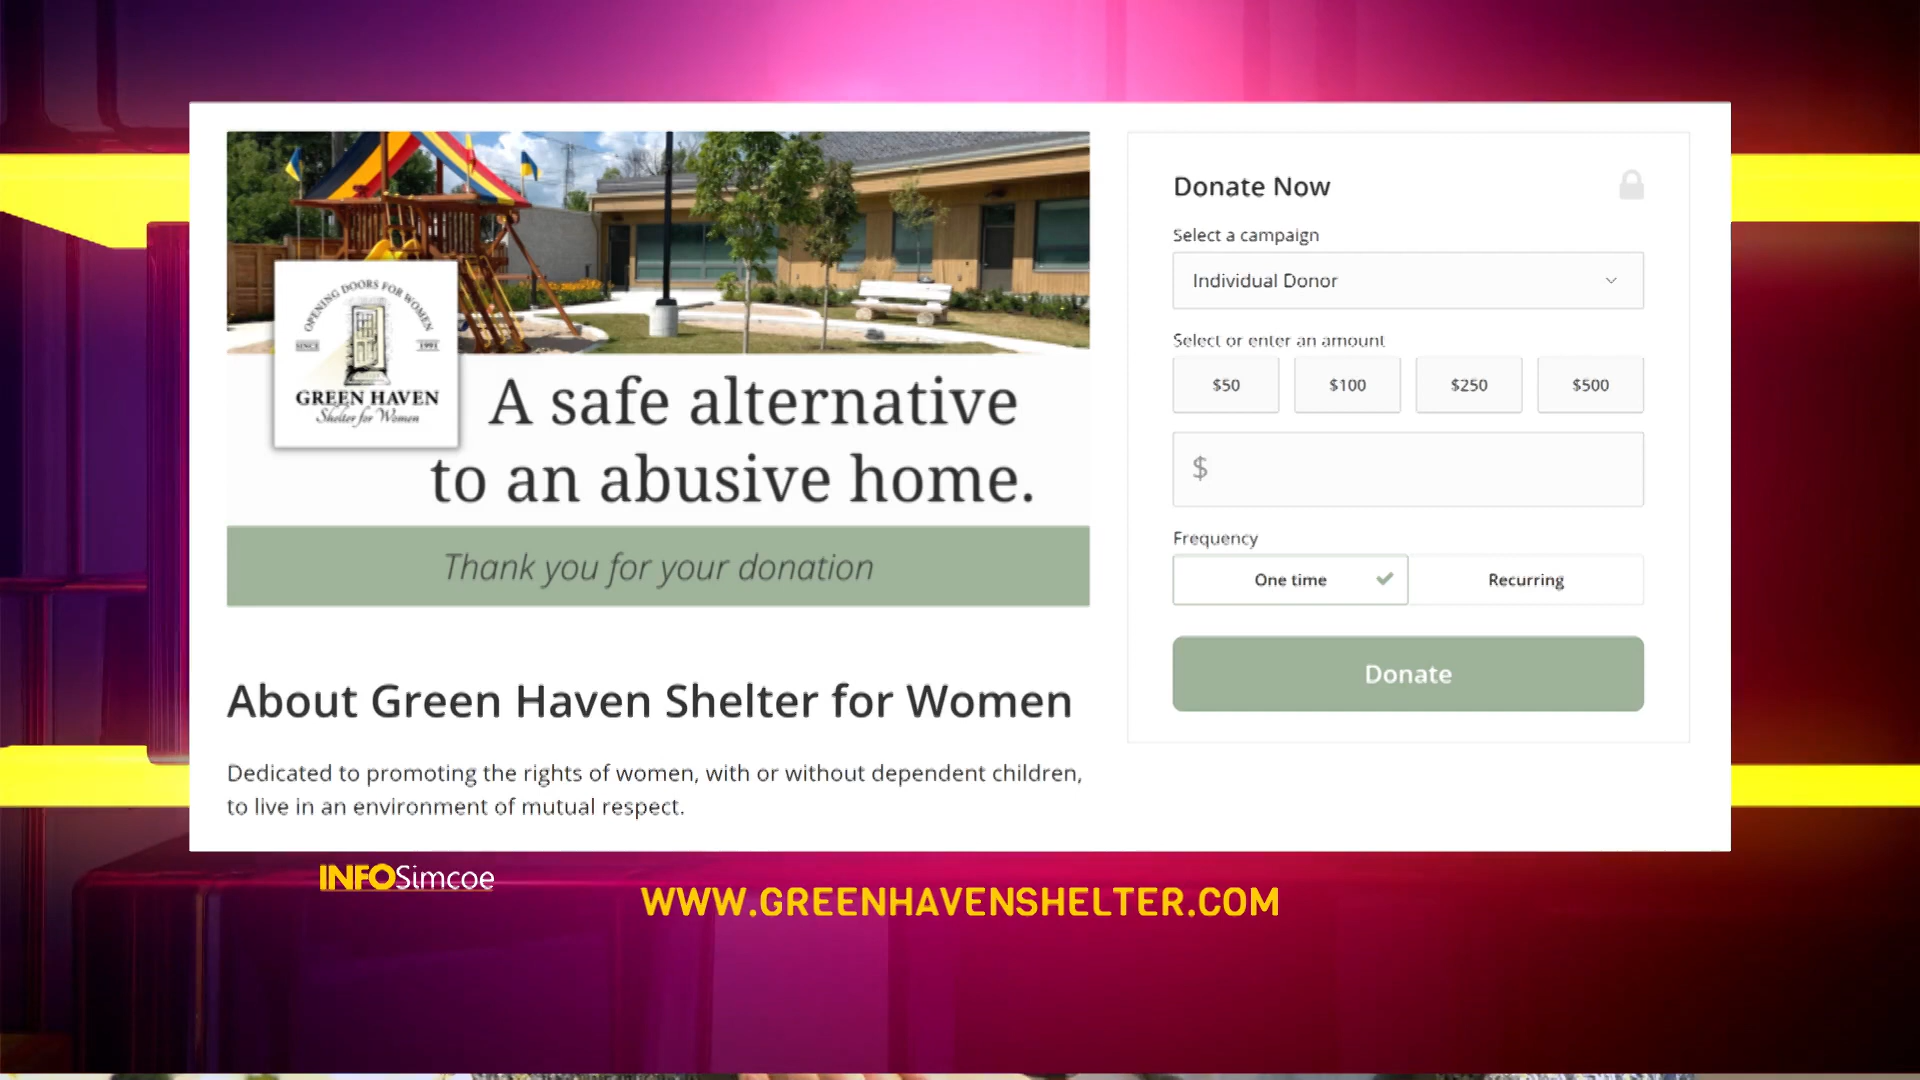 OPENING DOORS FOR WOMEN
SINCE 1991
GREEN HAVEN
Shelter for Women
A safe alternative
to an abusive home.
Thank you for your donation
About Green Haven Shelter for Women
Dedicated to promoting the rights of women, with or without dependent children,
to live in an environment of mutual respect.
Donate Now
Select a campaign
Individual Donor
Select or enter an amount
$50 $100 $250 $500
$
Frequency
One time Recurring
Donate
INFOSimcoe
WWW.GREENHAVENSHELTER.COM